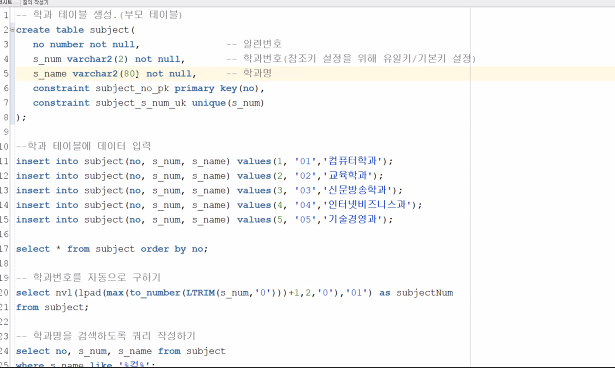 1 -- 학과 테이블 생성.(부모 테이블)
2 create table subject(
3 no number not null, -- 일련번호
4 s_num varchar2(2) not null, -- 학과번호(참조키 설정을 위해 유일키/기본키 설정)
5 s_name varchar2(80) not null, -- 학과명
6 constraint subject_no_pk primary key(no),
7 constraint subject_s_num_uk unique(s_num)
8 );
9
10 --학과 테이블에 데이터 입력
11 insert into subject(no, s_num, s_name) values(1, '01','컴퓨터학과');
12 insert into subject(no, s_num, s_name) values(2, '02','교육학과');
13 insert into subject(no, s_num, s_name) values(3, '03','신문방송학과');
14 insert into subject(no, s_num, s_name) values(4, '04','인터넷비즈니스과');
15 insert into subject(no, s_num, s_name) values(5, '05','기술경영과');
16
17 select * from subject order by no;
18
19 -- 학과번호를 자동으로 구하기
20 select nvl(lpad(max(to_number(LTRIM(s_num,'0')))+1,2,'0'),'01') as subjectNum
21 from subject;
22
23 -- 학과명을 검색하도록 쿼리 작성하기
24 select no, s_num, s_name from subject
25 where s_name like '%컴%';